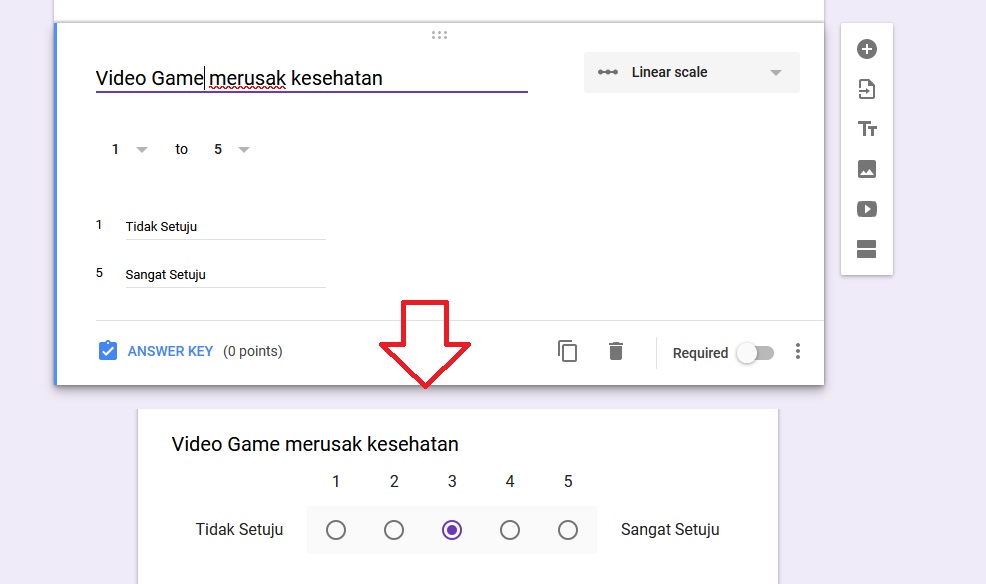 Video Game merusak kesehatan
Linear scale
1 to 5
1 Tidak Setuju
5 Sangat Setuju
ANSWER KEY (0 points)
Required
Video Game merusak kesehatan
1 2 3 4 5
Tidak Setuju Sangat Setuju